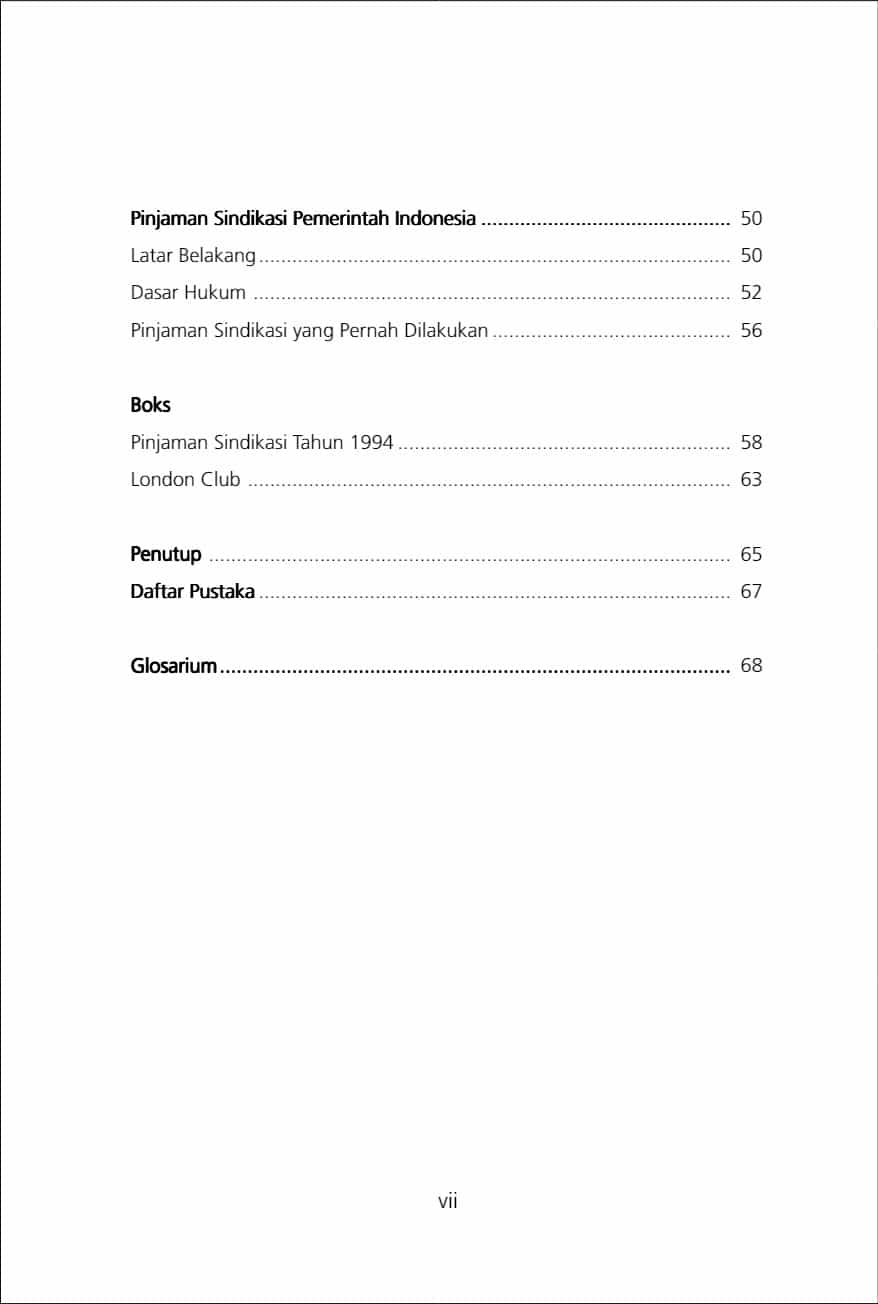 Pinjaman Sindikasi Pemerintah Indonesia ............................................. 50
Latar Belakang..................................................................................... 50
Dasar Hukum ...................................................................................... 52
Pinjaman Sindikasi yang Pernah Dilakukan ........................................... 56
Boks
Pinjaman Sindikasi Tahun 1994 ............................................................ 58
London Club ....................................................................................... 63
Penutup .............................................................................................. 65
Daftar Pustaka ..................................................................................... 67
Glosarium............................................................................................ 68
vii